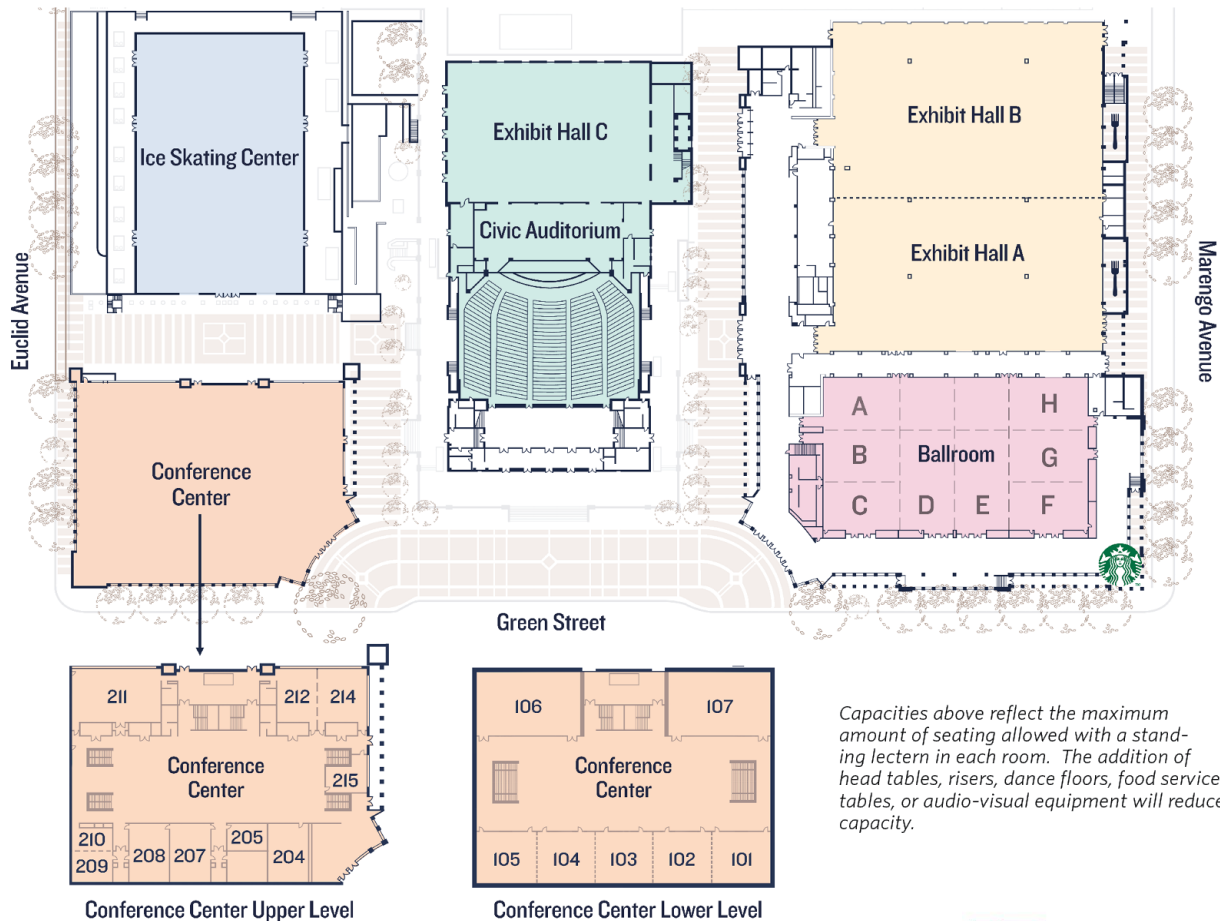 Exhibit Hall B
Exhibit Hall C
Ice Skating Center
Civic Auditorium
Exhibit Hall A
Euclid Avenue
Marengo Avenue
A
H
B
Ballroom
G
C
D
E
F
Conference
Center
Green Street
211
212
214
Conference
Center
215
210
209
208
207
205
204
Conference Center Upper Level
106
107
Conference
Center
105
104
103
102
101
Conference Center Lower Level
Capacities above reflect the maximum
amount of seating allowed with a stand-
ing lectern in each room. The addition of
head tables, risers, dance floors, food service
tables, or audio-visual equipment will reduce
capacity.